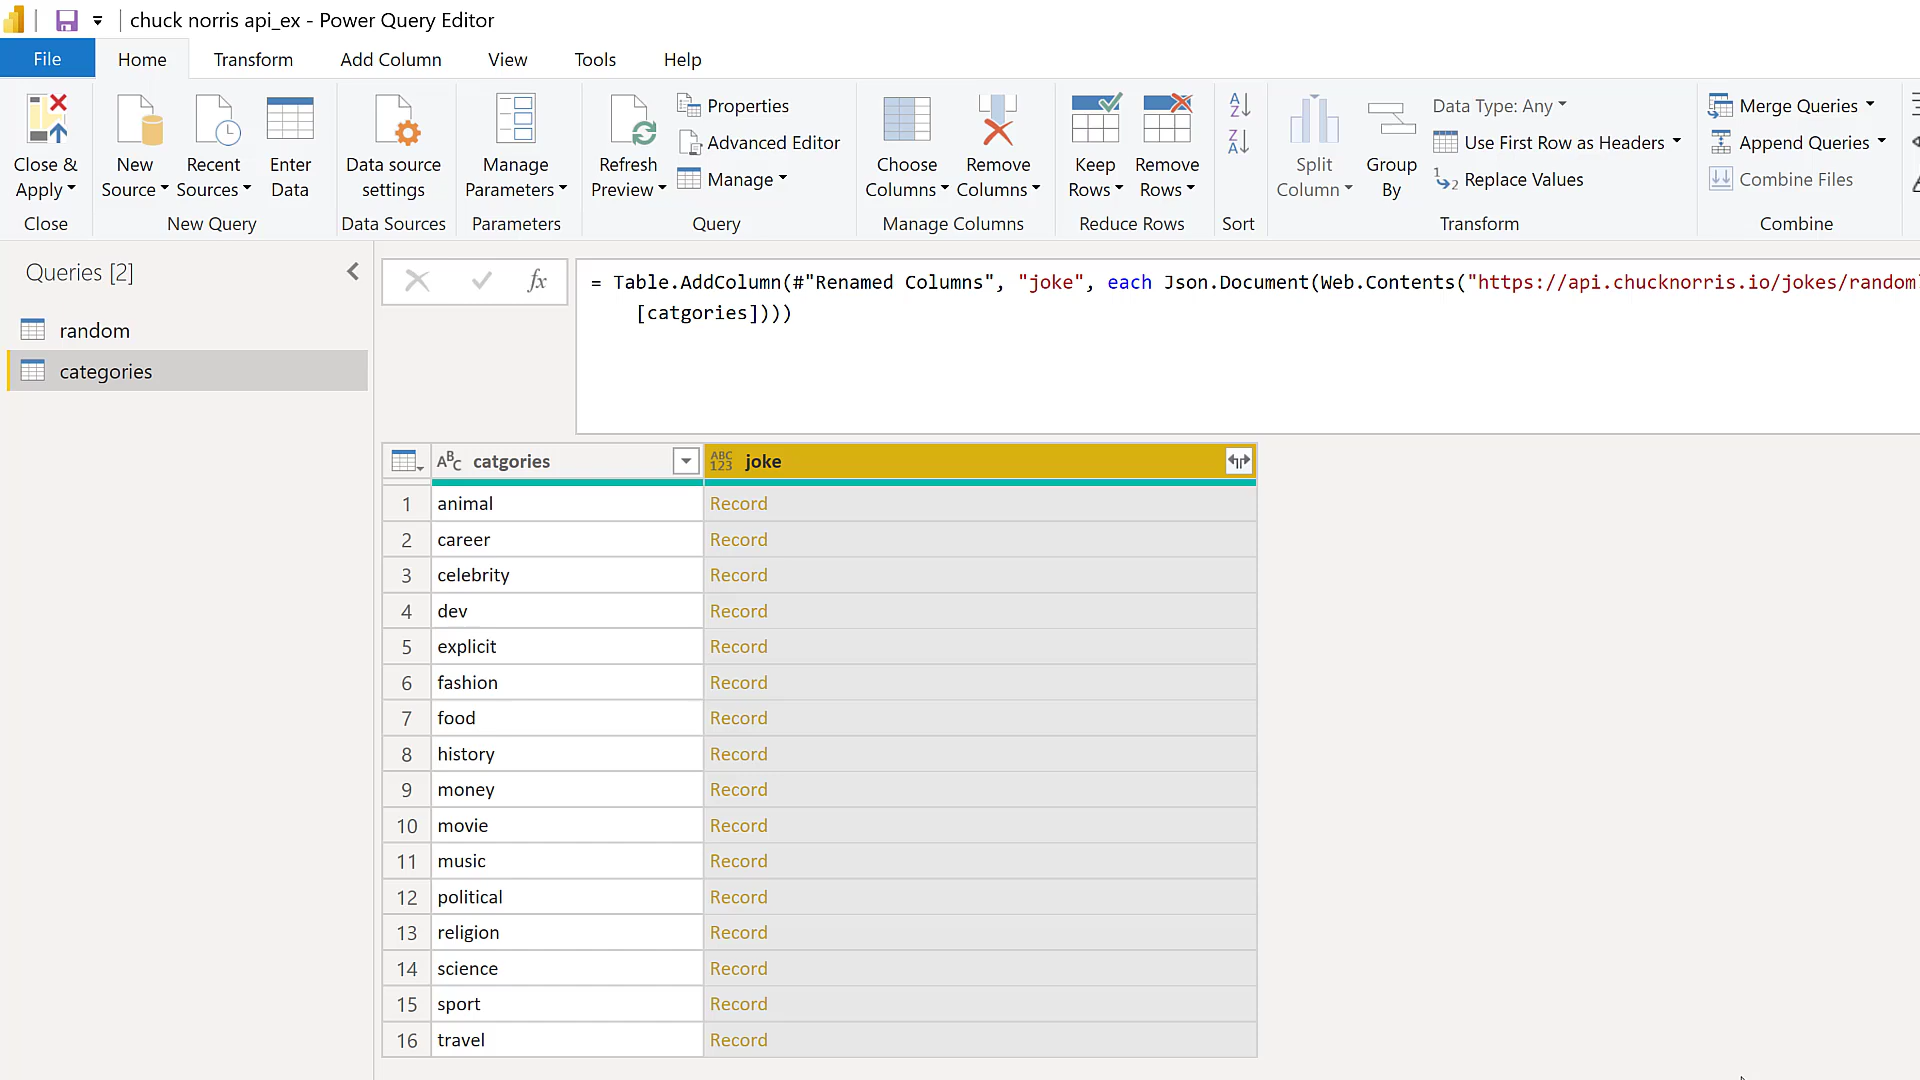 chuck norris api_ex - Power Query Editor
File Home Transform Add Column View Tools Help
Close & Apply
Close
New Source
Recent Sources
Enter Data
New Query
Data source settings
Data Sources
Manage Parameters
Parameters
Refresh Preview
Properties
Advanced Editor
Manage
Query
Choose Columns
Remove Columns
Manage Columns
Keep Rows
Remove Rows
Reduce Rows
Sort
Split Column
Group By
Data Type: Any
Use First Row as Headers
Replace Values
Transform
Merge Queries
Append Queries
Combine Files
Combine
Queries [2]
random
categories
fx
= Table.AddColumn(#"Renamed Columns", "joke", each Json.Document(Web.Contents("https://api.chucknorris.io/jokes/random
[catgories])))
ABC catgories ABC 123 joke
1 animal Record
2 career Record
3 celebrity Record
4 dev Record
5 explicit Record
6 fashion Record
7 food Record
8 history Record
9 money Record
10 movie Record
11 music Record
12 political Record
13 religion Record
14 science Record
15 sport Record
16 travel Record